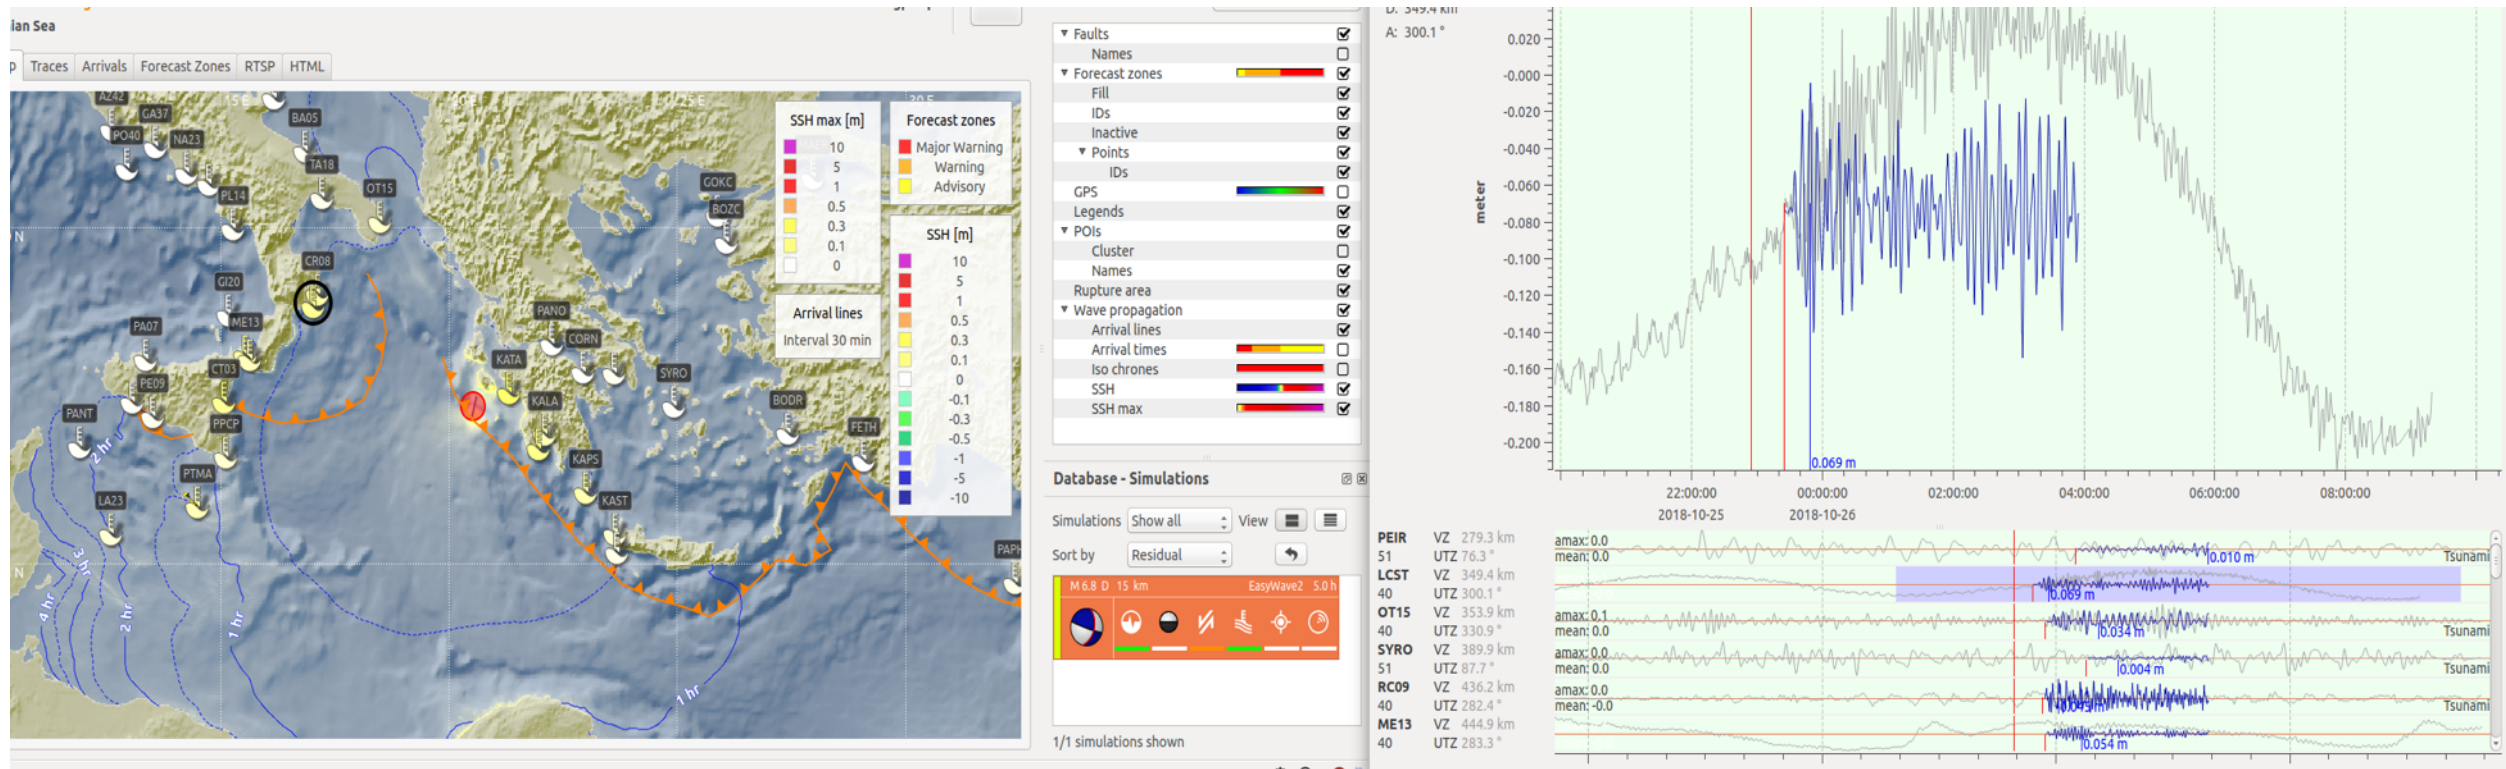 ian Sea
Traces Arrivals Forecast Zones RTSP HTML
AZ42
GA37
PO40
NA23
PL14
BA05
TA18
OT15
CR08
GI20
ME13
PA07
CT03
PE09
PANT
PPCP
PTMA
LA23
GOKC
BOZC
PANO
CORN
KATA
KALA
SYRO
KAPS
KAST
BODR
FETH
PAPH
15 E
25 E
30 E
N
N
2 hr
3 hr
4 hr
2 hr
1 hr
1 hr
SSH max [m]
10
5
1
0.5
0.3
0.1
0
Arrival lines
Interval 30 min
Forecast zones
Major Warning
Warning
Advisory
SSH [m]
10
5
1
0.5
0.3
0.1
0
-0.1
-0.3
-0.5
-1
-5
-10
Faults
Names
Forecast zones
Fill
IDs
Inactive
Points
IDs
GPS
Legends
POIs
Cluster
Names
Rupture area
Wave propagation
Arrival lines
Arrival times
Iso chrones
SSH
SSH max
Database - Simulations
Simulations Show all View
Sort by Residual
M 6.8 D 15 km EasyWave2 5.0 h
1/1 simulations shown
D: 349.4 km
A: 300.1 °
meter
0.020
-0.000
-0.020
-0.040
-0.060
-0.080
-0.100
-0.120
-0.140
-0.160
-0.180
-0.200
0.069 m
22:00:00 00:00:00 02:00:00 04:00:00 06:00:00 08:00:00
2018-10-25 2018-10-26
PEIR VZ 279.3 km amax: 0.0
51 UTZ 76.3 ° mean: 0.0 0.010 m Tsunami
LCST VZ 349.4 km
40 UTZ 300.1 ° 0.069 m
OT15 VZ 353.9 km amax: 0.1
40 UTZ 330.9 ° mean: 0.0 0.034 m Tsunami
SYRO VZ 389.9 km amax: 0.0
51 UTZ 87.7 ° mean: 0.0 0.004 m Tsunami
RC09 VZ 436.2 km amax: 0.0
40 UTZ 282.4 ° mean: -0.0 Tsunami
ME13 VZ 444.9 km
40 UTZ 283.3 ° 0.054 m